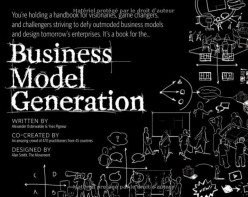 Matériel protégé par le droit d'auteur
You're holding a handbook for visionaries, game changers,
and challengers striving to defy outmoded business models
and design tomorrow's enterprises. It's a book for the...
Business
Model
Generation
WRITTEN BY
Alexander Osterwalder & Yves Pigneur
CO-CREATED BY
An amazing crowd of 470 practitioners from 45 countries
DESIGNED BY
Alan Smith, The Movement
Matériel protégé par le droit d'auteur